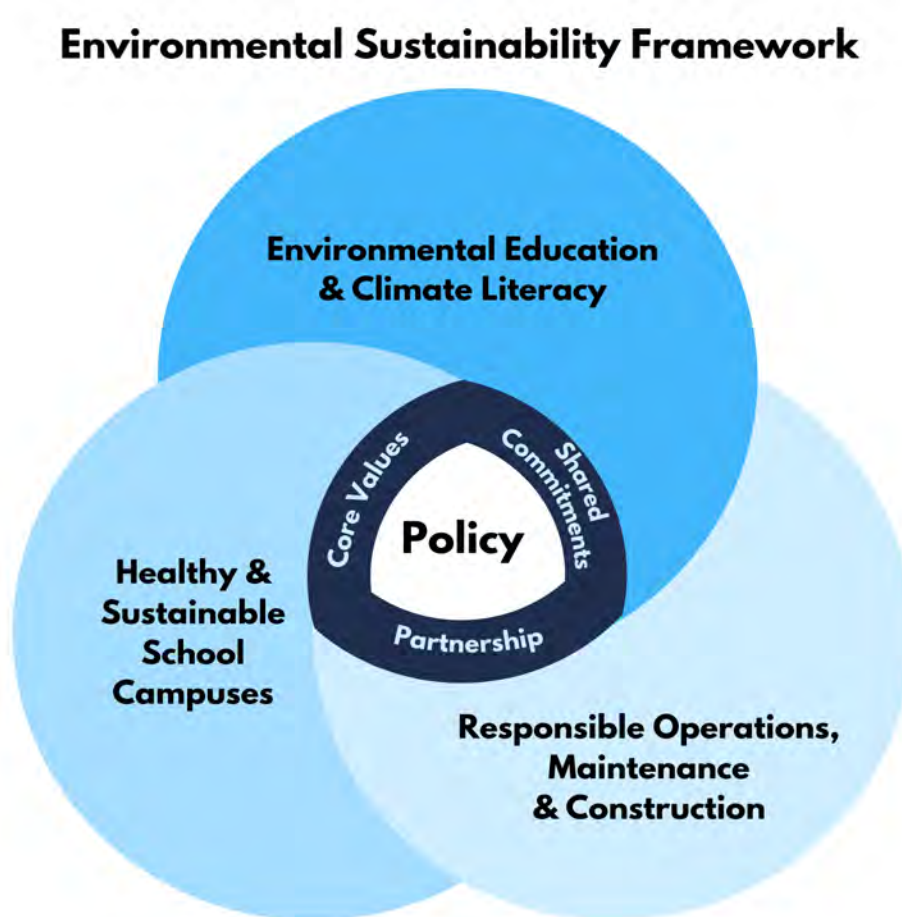 Environmental Sustainability Framework
Environmental Education
& Climate Literacy
Core Values
Shared
Commitments
Policy
Partnership
Healthy &
Sustainable
School
Campuses
Responsible Operations,
Maintenance
& Construction